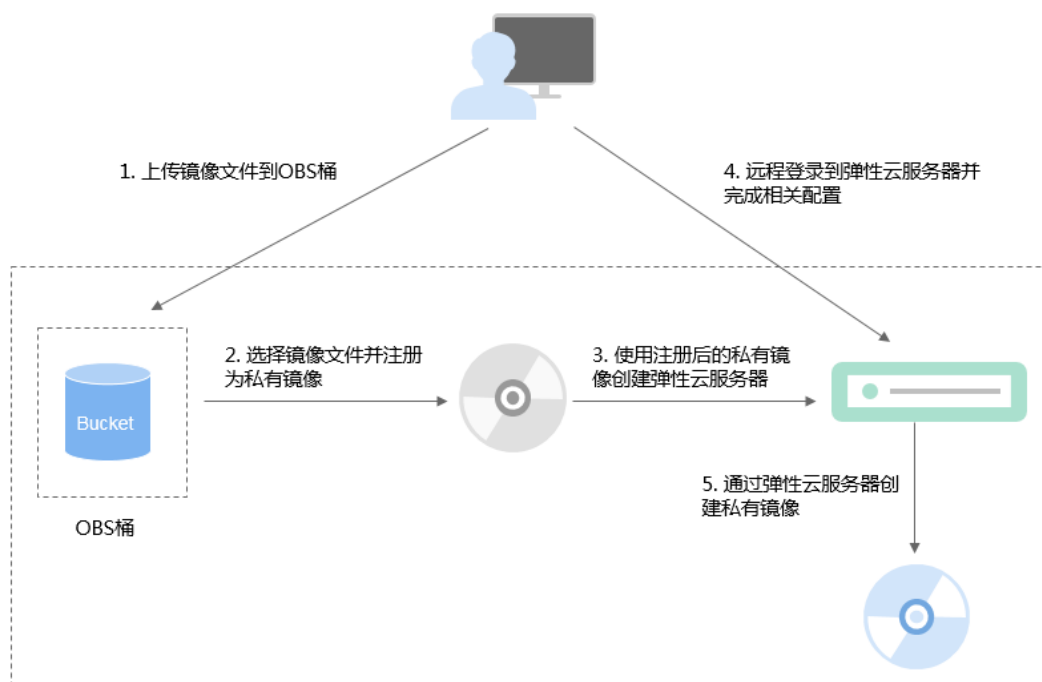 1. 上传镜像文件到OBS桶
4. 远程登录到弹性云服务器并
完成相关配置
2. 选择镜像文件并注册
为私有镜像
3. 使用注册后的私有镜
像创建弹性云服务器
Bucket
OBS桶
5. 通过弹性云服务器创
建私有镜像